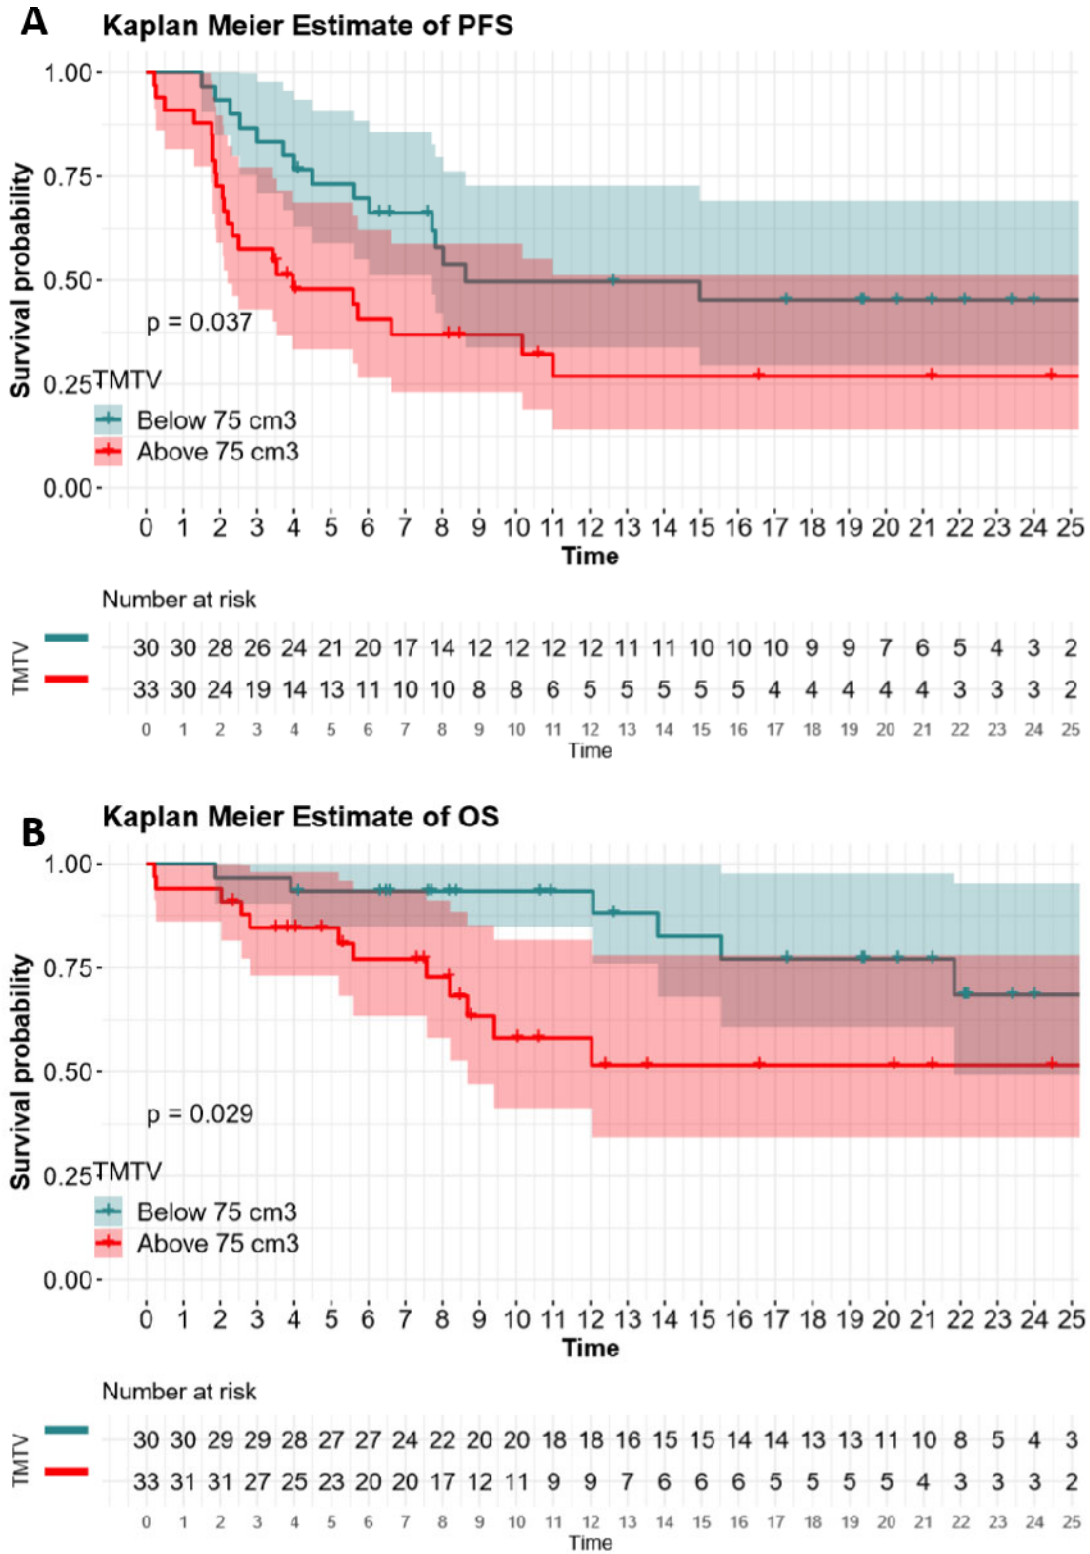 A
Kaplan Meier Estimate of PFS
Survival probability
1.00
0.75
0.50
p = 0.037
0.25
TMTV
Below 75 cm3
Above 75 cm3
0.00
0 1 2 3 4 5 6 7 8 9 10 11 12 13 14 15 16 17 18 19 20 21 22 23 24 25
Time
Number at risk
TMTV
30 30 28 26 24 21 20 17 14 12 12 12 12 11 11 10 10 10 9 9 7 6 5 4 3 2
33 30 24 19 14 13 11 10 10 8 8 6 5 5 5 5 5 4 4 4 4 4 3 3 3 2
0 1 2 3 4 5 6 7 8 9 10 11 12 13 14 15 16 17 18 19 20 21 22 23 24 25
Time
B
Kaplan Meier Estimate of OS
Survival probability
1.00
0.75
0.50
p = 0.029
0.25
TMTV
Below 75 cm3
Above 75 cm3
0.00
0 1 2 3 4 5 6 7 8 9 10 11 12 13 14 15 16 17 18 19 20 21 22 23 24 25
Time
Number at risk
TMTV
30 30 29 29 28 27 27 24 22 20 20 18 18 16 15 15 14 14 13 13 11 10 8 5 4 3
33 31 31 27 25 23 20 20 17 12 11 9 9 7 6 6 6 5 5 5 5 4 3 3 3 2
0 1 2 3 4 5 6 7 8 9 10 11 12 13 14 15 16 17 18 19 20 21 22 23 24 25
Time